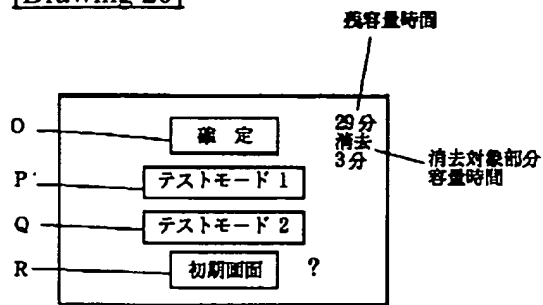 [Drawing 20]
残容量時間
O
確 定
29分
消去
3分
消去対象部分
容量時間
P
テストモード 1
Q
テストモード 2
R
初期画面
?